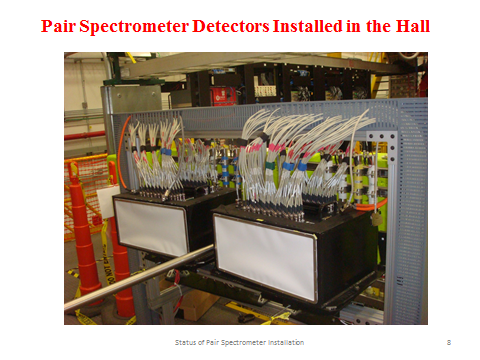 Pair Spectrometer Detectors Installed in the Hall
Status of Pair Spectrometer Installation
8